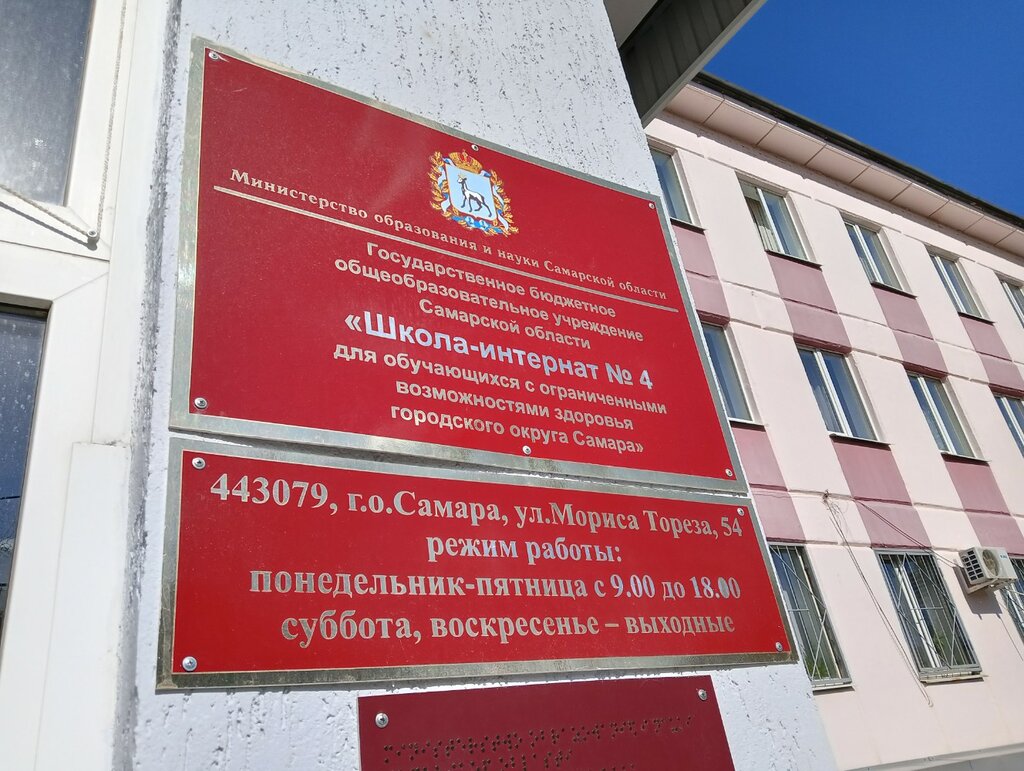 Министерство образования и науки Самарской области
Государственное бюджетное
общеобразовательное учреждение
Самарской области
«Школа-интернат № 4
для обучающихся с ограниченными
возможностями здоровья
городского округа Самара»
443079, г.о.Самара, ул.Мориса Тореза, 54
режим работы:
понедельник-пятница с 9.00 до 18.00
суббота, воскресенье – выходные